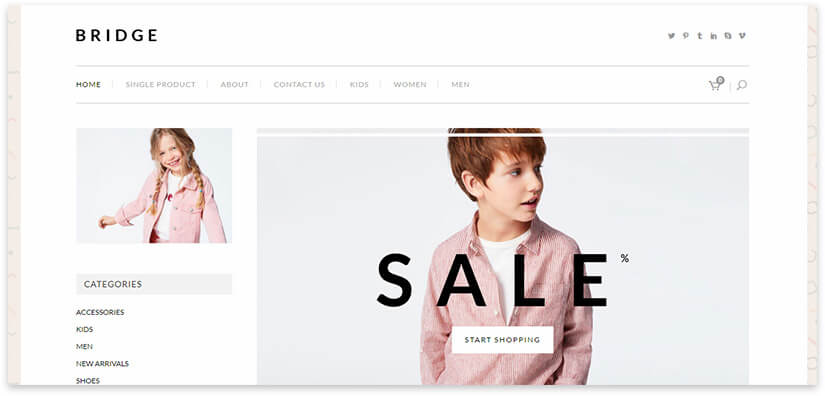 BRIDGE
HOME SINGLE PRODUCT ABOUT CONTACT US KIDS WOMEN MEN
0
SALE%
START SHOPPING
CATEGORIES
ACCESSORIES
KIDS
MEN
NEW ARRIVALS
SHOES